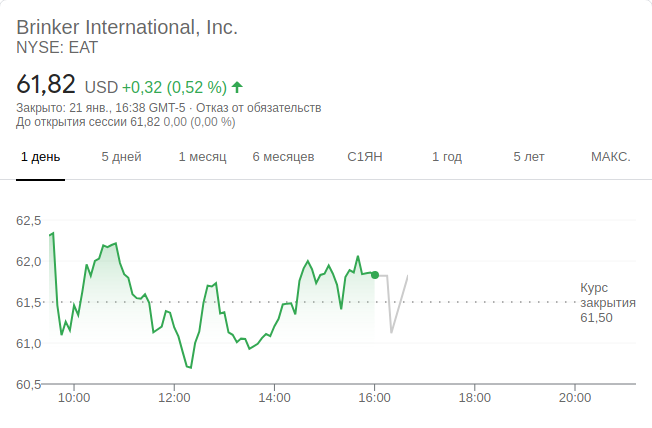 Brinker International, Inc.
NYSE: EAT
61,82 USD +0,32 (0,52 %)
Закрыто: 21 янв., 16:38 GMT-5 · Отказ от обязательств
До открытия сессии 61,82 0,00 (0,00 %)
1 день 5 дней 1 месяц 6 месяцев С1ЯН 1 год 5 лет МАКС.
62,5
62,0
61,5
61,0
60,5
Курс
закрытия
61,50
10:00 12:00 14:00 16:00 18:00 20:00